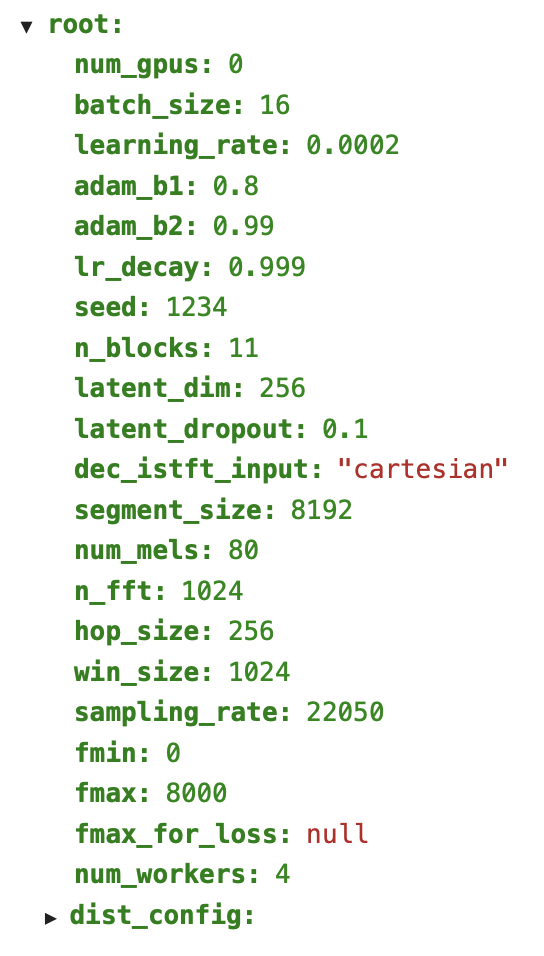 root:
num_gpus: 0
batch_size: 16
learning_rate: 0.0002
adam_b1: 0.8
adam_b2: 0.99
lr_decay: 0.999
seed: 1234
n_blocks: 11
latent_dim: 256
latent_dropout: 0.1
dec_istft_input: "cartesian"
segment_size: 8192
num_mels: 80
n_fft: 1024
hop_size: 256
win_size: 1024
sampling_rate: 22050
fmin: 0
fmax: 8000
fmax_for_loss: null
num_workers: 4
dist_config: